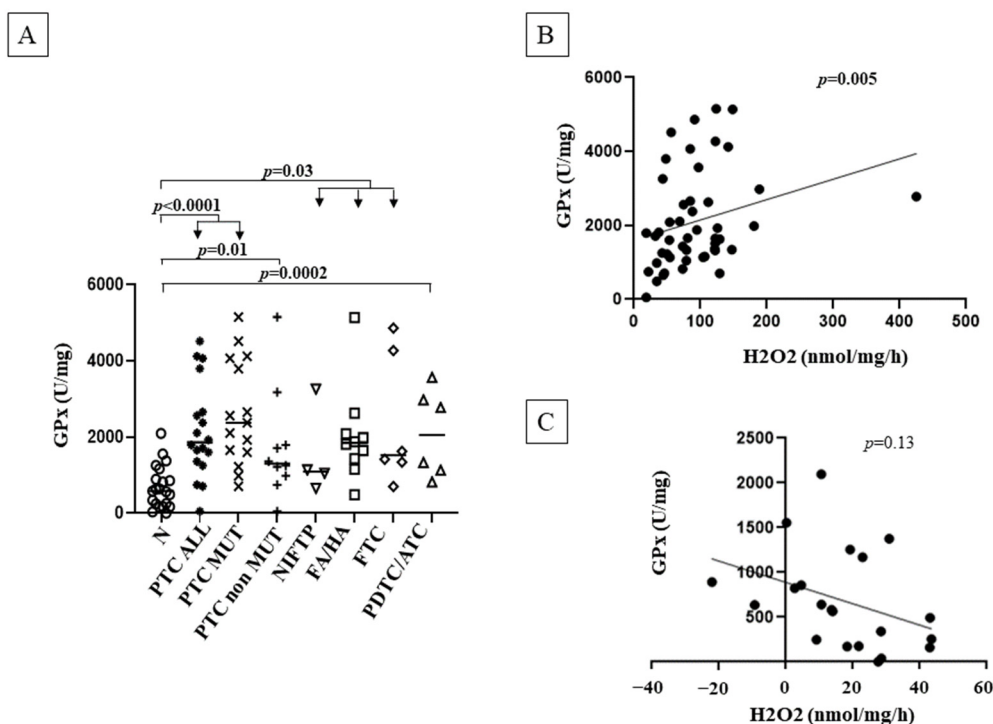 A
p=0.03
p<0.0001
p=0.01
p=0.0002
6000
4000
2000
0
GPx (U/mg)
N
PTC ALL
PTC MUT
PTC non MUT
NIFTP
FA/HA
FTC
PDTC/ATC
B
p=0.005
6000
4000
2000
0
GPx (U/mg)
0 100 200 300 400 500
H2O2 (nmol/mg/h)
C
p=0.13
2500
2000
1500
1000
500
GPx (U/mg)
−40 −20 0 20 40 60
H2O2 (nmol/mg/h)